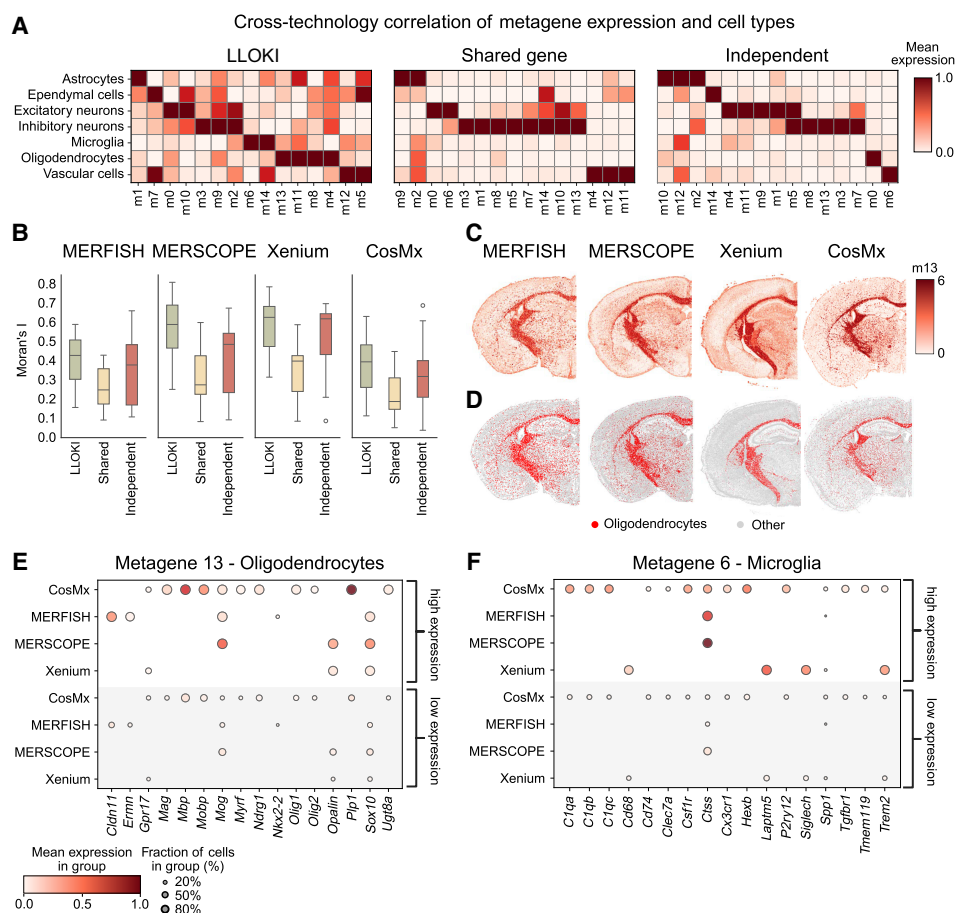 A
Cross-technology correlation of metagene expression and cell types
LLOKI
Shared gene
Independent
Mean
expression
1.0
0.0
Astrocytes
Ependymal cells
Excitatory neurons
Inhibitory neurons
Microglia
Oligodendrocytes
Vascular cells
m1 m7 m0 m10 m3 m9 m2 m6 m14 m13 m11 m8 m4 m12 m5
m9 m2 m0 m6 m3 m1 m8 m5 m7 m14 m10 m13 m4 m12 m11
m10 m12 m2 m14 m4 m11 m9 m1 m5 m8 m13 m3 m7 m0 m6
B
MERFISH MERSCOPE Xenium CosMx
Moran's I
0.8
0.7
0.6
0.5
0.4
0.3
0.2
0.1
0.0
LLOKI Shared Independent
LLOKI Shared Independent
LLOKI Shared Independent
LLOKI Shared Independent
C
MERFISH MERSCOPE Xenium CosMx
m13
6
0
D
Oligodendrocytes Other
E
Metagene 13 - Oligodendrocytes
CosMx
MERFISH
MERSCOPE
Xenium
high expression
CosMx
MERFISH
MERSCOPE
Xenium
low expression
Cldn11 Ermn Gpr17 Mag Mbp Mobp Mog Myrf Ndrg1 Nkx2-2 Olig1 Olig2 Opalin Plp1 Sox10 Ugt8a
Mean expression
in group
0.0 0.5 1.0
Fraction of cells
in group (%)
20%
50%
80%
F
Metagene 6 - Microglia
CosMx
MERFISH
MERSCOPE
Xenium
high expression
CosMx
MERFISH
MERSCOPE
Xenium
low expression
C1qa C1qb C1qc Cd68 Cd74 Clec7a Csf1r Ctss Cx3cr1 Hexb Laptm5 P2ry12 Siglech Spp1 Tgfbr1 Tmem119 Trem2